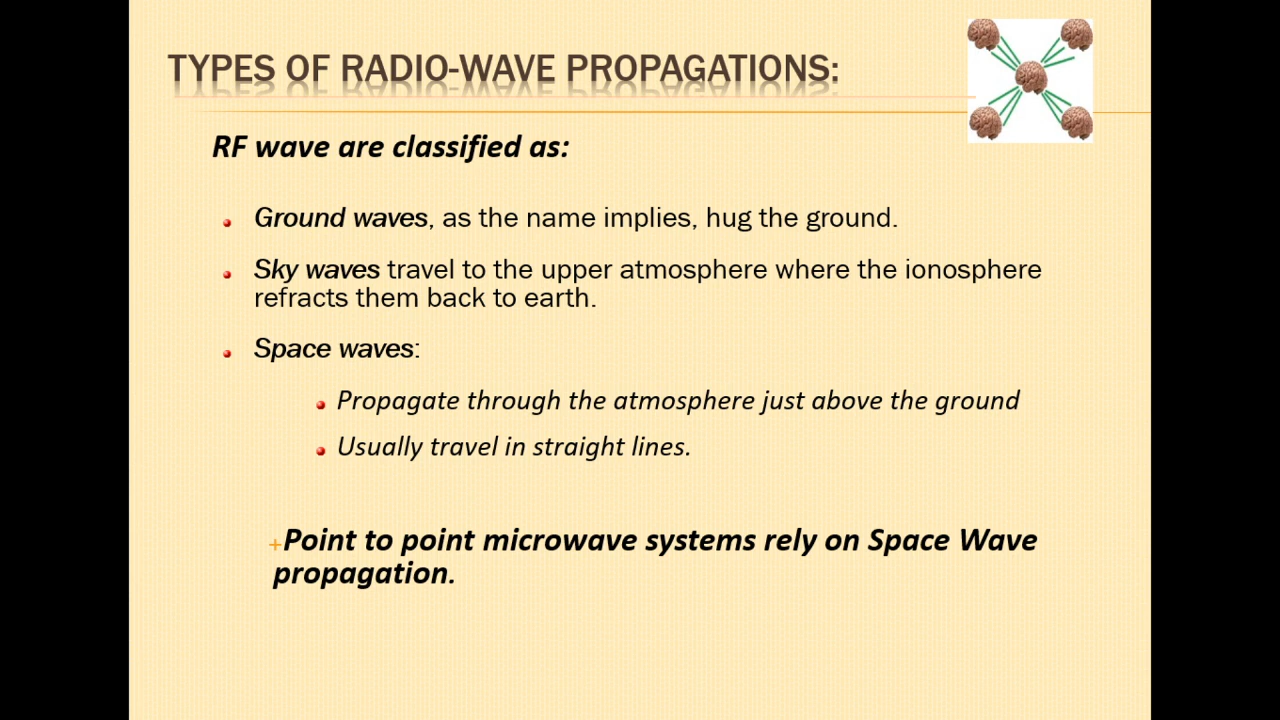 TYPES OF RADIO-WAVE PROPAGATIONS:
RF wave are classified as:
Ground waves, as the name implies, hug the ground.
Sky waves travel to the upper atmosphere where the ionosphere
refracts them back to earth.
Space waves:
Propagate through the atmosphere just above the ground
Usually travel in straight lines.
+Point to point microwave systems rely on Space Wave
propagation.